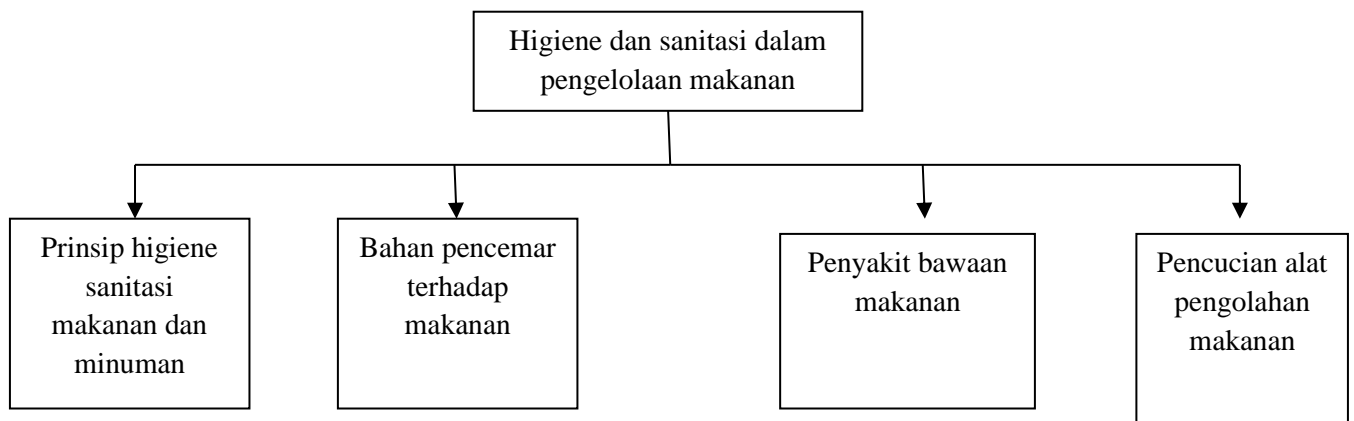 Higiene dan sanitasi dalam
pengelolaan makanan
Prinsip higiene
sanitasi
makanan dan
minuman
Bahan pencemar
terhadap
makanan
Penyakit bawaan
makanan
Pencucian alat
pengolahan
makanan